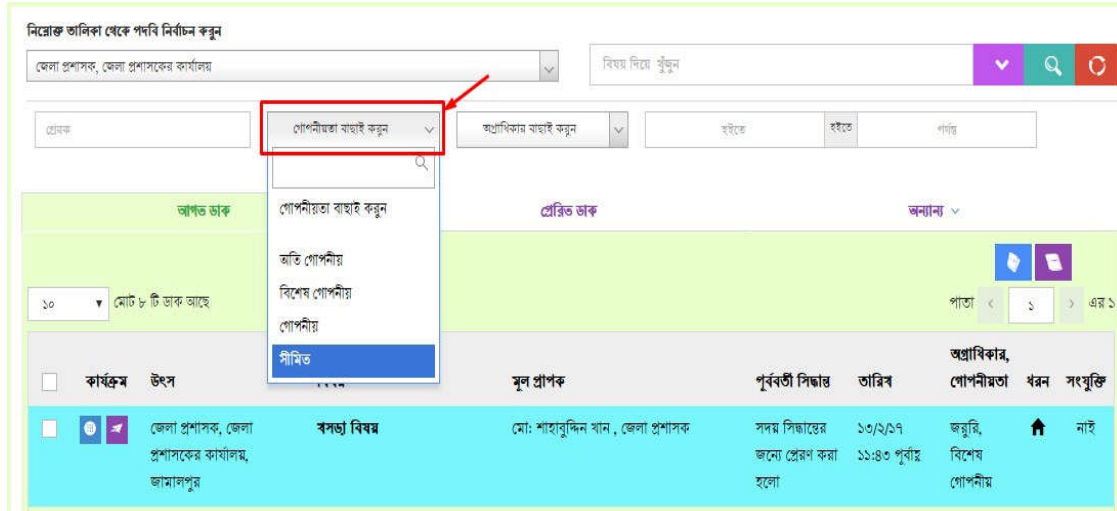 নিম্নোক্ত তালিকা থেকে পদবি নির্বাচন করুন
জেলা প্রশাসক, জেলা প্রশাসকের কার্যালয়
বিষয় দিয়ে খুঁজুন
প্রেরক
গোপনীয়তা বাছাই করুন
অগ্রাধিকার বাছাই করুন
হইতে
হইতে
পর্যন্ত
গোপনীয়তা বাছাই করুন
অতি গোপনীয়
বিশেষ গোপনীয়
গোপনীয়
সীমিত
আগত ডাক
প্রেরিত ডাক
অন্যান্য
১০ মোট ৮ টি ডাক আছে
পাতা ১ এর ১
কার্যক্রম উৎস মূল প্রাপক পূর্ববর্তী সিদ্ধান্ত তারিখ অগ্রাধিকার, গোপনীয়তা ধরন সংযুক্তি
জেলা প্রশাসক, জেলা
প্রশাসকের কার্যালয়,
জামালপুর
বিষয়
মো: শাহাবুদ্দিন খান , জেলা প্রশাসক
সদয় সিদ্ধান্তের
জন্যে প্রেরণ করা
হলো
১৩/২/১৭
১১:৪৩ পূর্বাহ্ণ
জরুরি,
বিশেষ
গোপনীয়
নাই